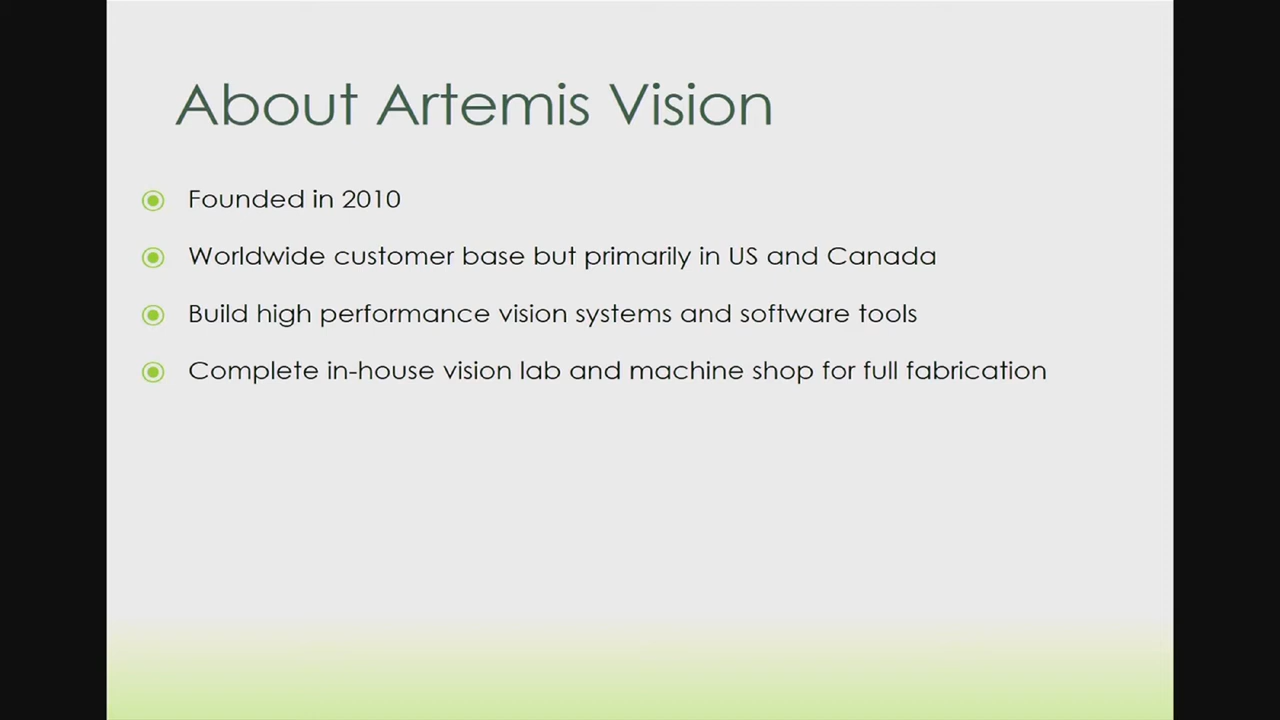 About Artemis Vision
Founded in 2010
Worldwide customer base but primarily in US and Canada
Build high performance vision systems and software tools
Complete in-house vision lab and machine shop for full fabrication